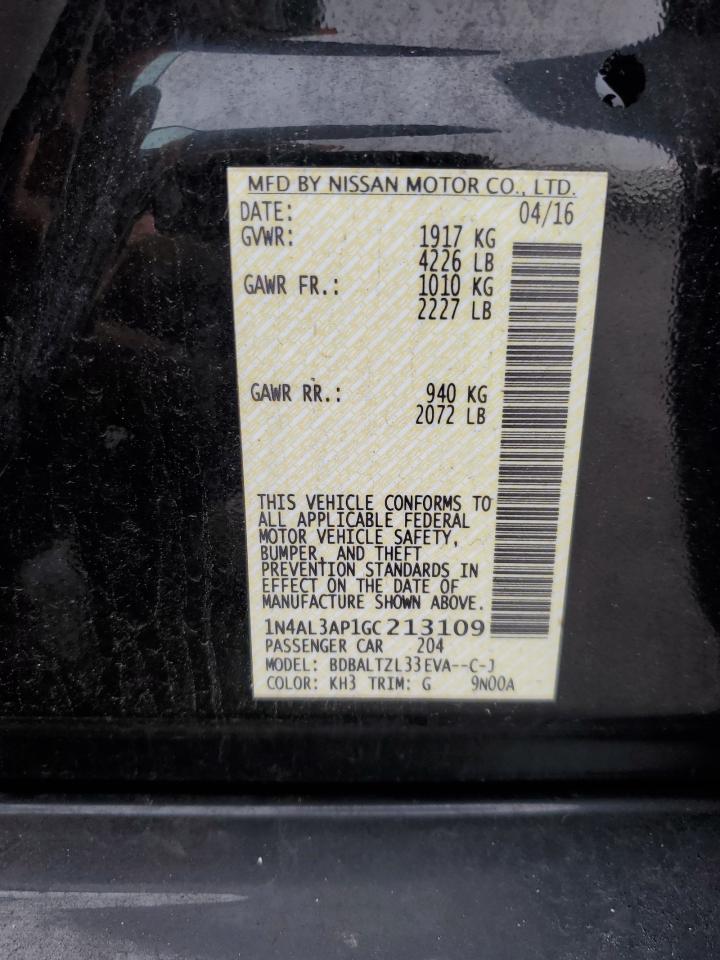 MFD BY NISSAN MOTOR CO., LTD.
DATE: 04/16
GVWR: 1917 KG
4226 LB
GAWR FR.: 1010 KG
2227 LB
GAWR RR.: 940 KG
2072 LB
THIS VEHICLE CONFORMS TO
ALL APPLICABLE FEDERAL
MOTOR VEHICLE SAFETY,
BUMPER, AND THEFT
PREVENTION STANDARDS IN
EFFECT ON THE DATE OF
MANUFACTURE SHOWN ABOVE.
1N4AL3AP1GC213109
PASSENGER CAR 204
MODEL: BDBALTZL33EVA--C-J
COLOR: KH3 TRIM: G 9N00A